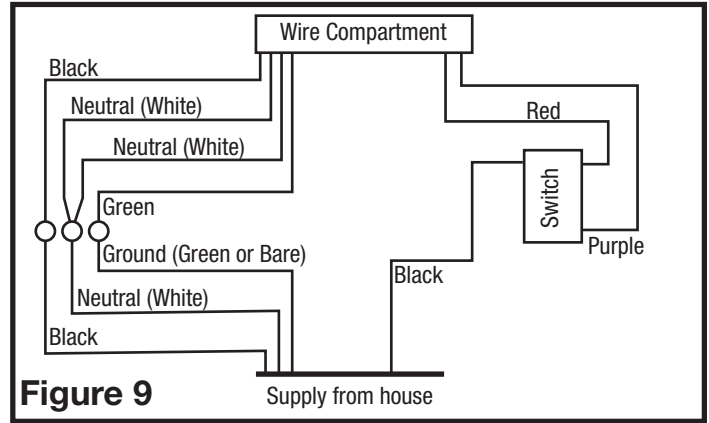 Wire Compartment
Black
Neutral (White)
Red
Neutral (White)
Switch
Green
Purple
Ground (Green or Bare)
Black
Neutral (White)
Black
Figure 9
Supply from house